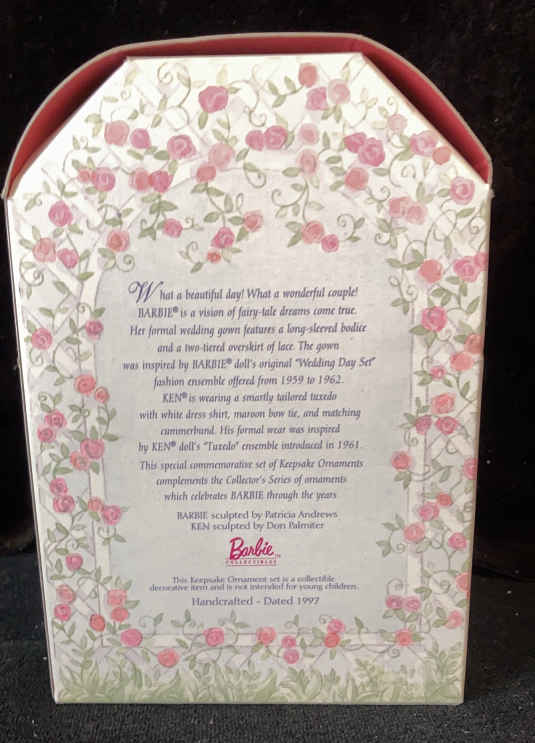 What a beautiful day! What a wonderful couple!
BARBIE® is a vision of fairy-tale dreams come true.
Her formal wedding gown features a long-sleeved bodice
and a two-tiered overskirt of lace. The gown
was inspired by BARBIE® doll's original "Wedding Day Set"
fashion ensemble offered from 1959 to 1962.
KEN® is wearing a smartly tailored tuxedo
with white dress shirt, maroon bow tie, and matching
cummerbund. His formal wear was inspired
by KEN® doll's "Tuxedo" ensemble introduced in 1961.
This special commemorative set of Keepsake Ornaments
complements the Collector's Series of ornaments
which celebrates BARBIE through the years.
BARBIE sculpted by Patricia Andrews
KEN sculpted by Don Palmiter
Barbie™
COLLECTIBLES
This Keepsake Ornament set is a collectible
decorative item and is not intended for young children.
Handcrafted - Dated 1997